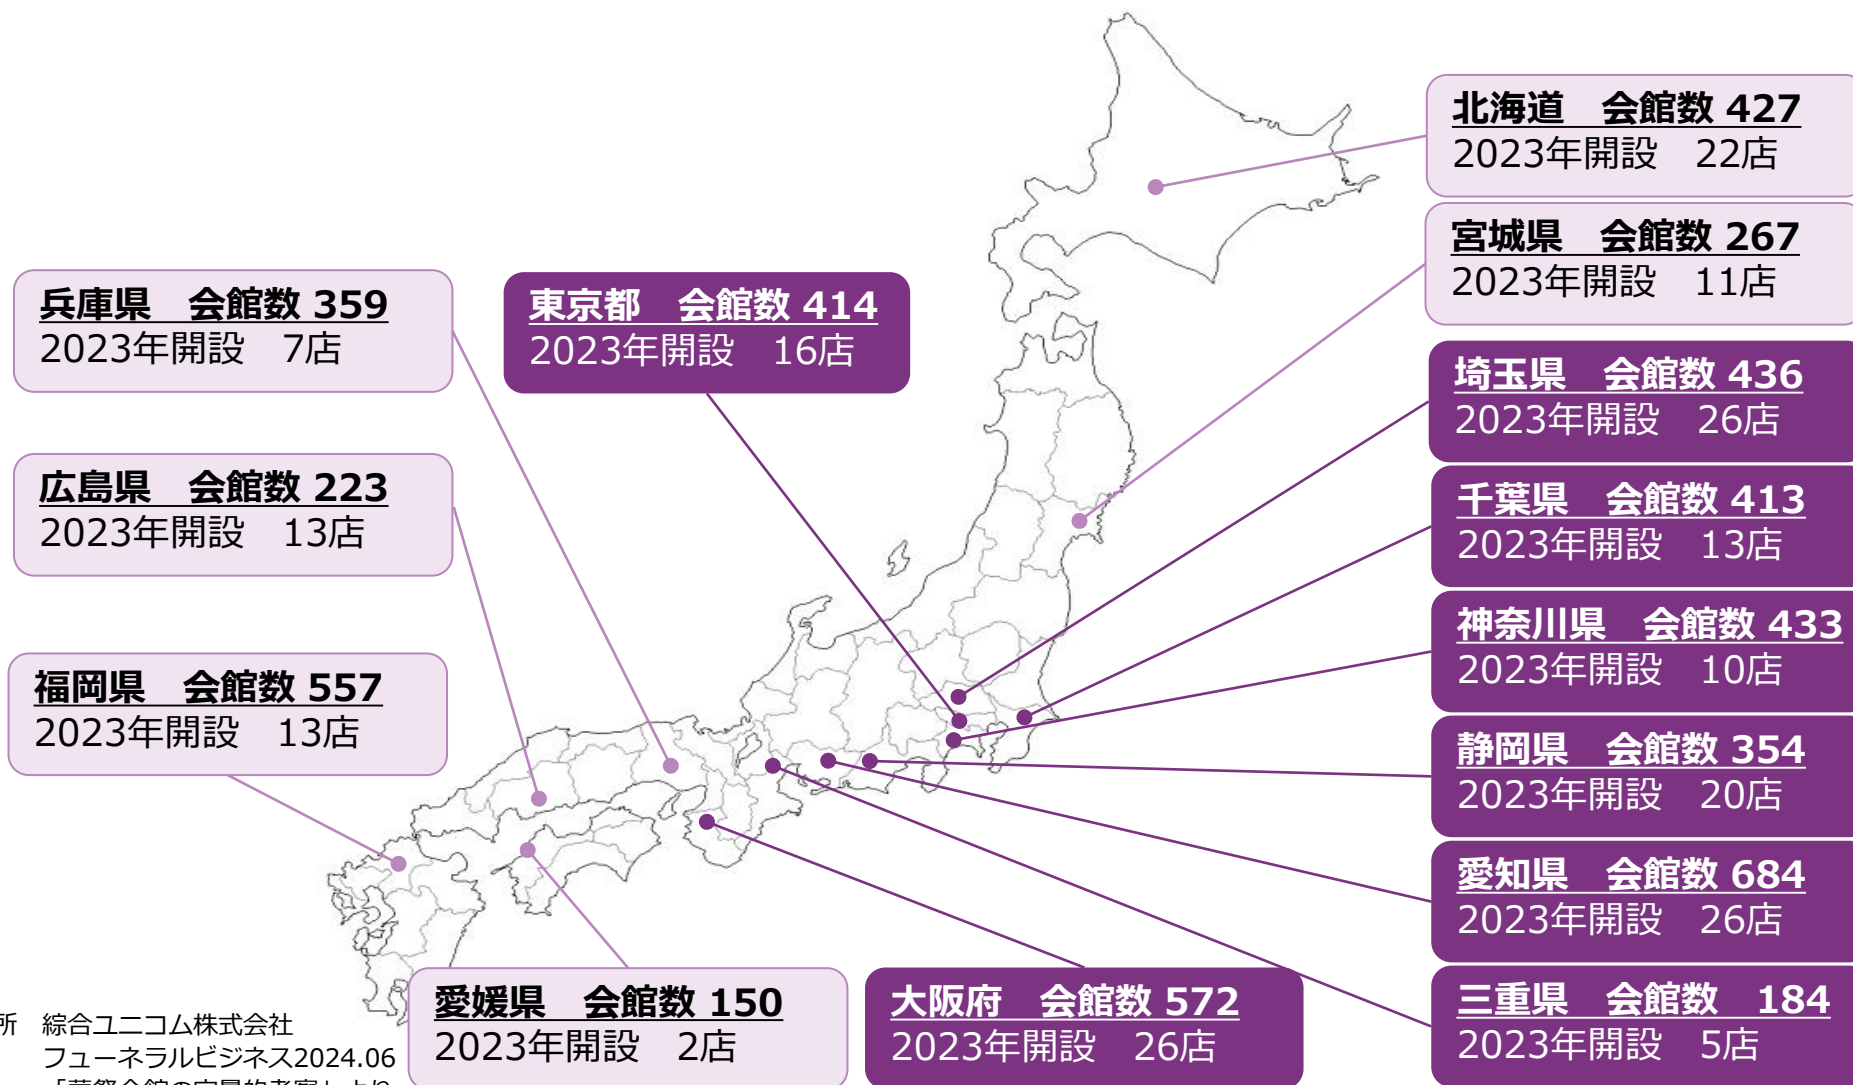 北海道　会館数 427
2023年開設　22店
宮城県　会館数 267
2023年開設　11店
兵庫県　会館数 359
2023年開設　7店
東京都　会館数 414
2023年開設　16店
埼玉県　会館数 436
2023年開設　26店
広島県　会館数 223
2023年開設　13店
千葉県　会館数 413
2023年開設　13店
神奈川県　会館数 433
2023年開設　10店
福岡県　会館数 557
2023年開設　13店
静岡県　会館数 354
2023年開設　20店
愛知県　会館数 684
2023年開設　26店
愛媛県　会館数 150
2023年開設　2店
大阪府　会館数 572
2023年開設　26店
三重県　会館数　184
2023年開設　5店
所　綜合ユニコム株式会社
フューネラルビジネス2024.06